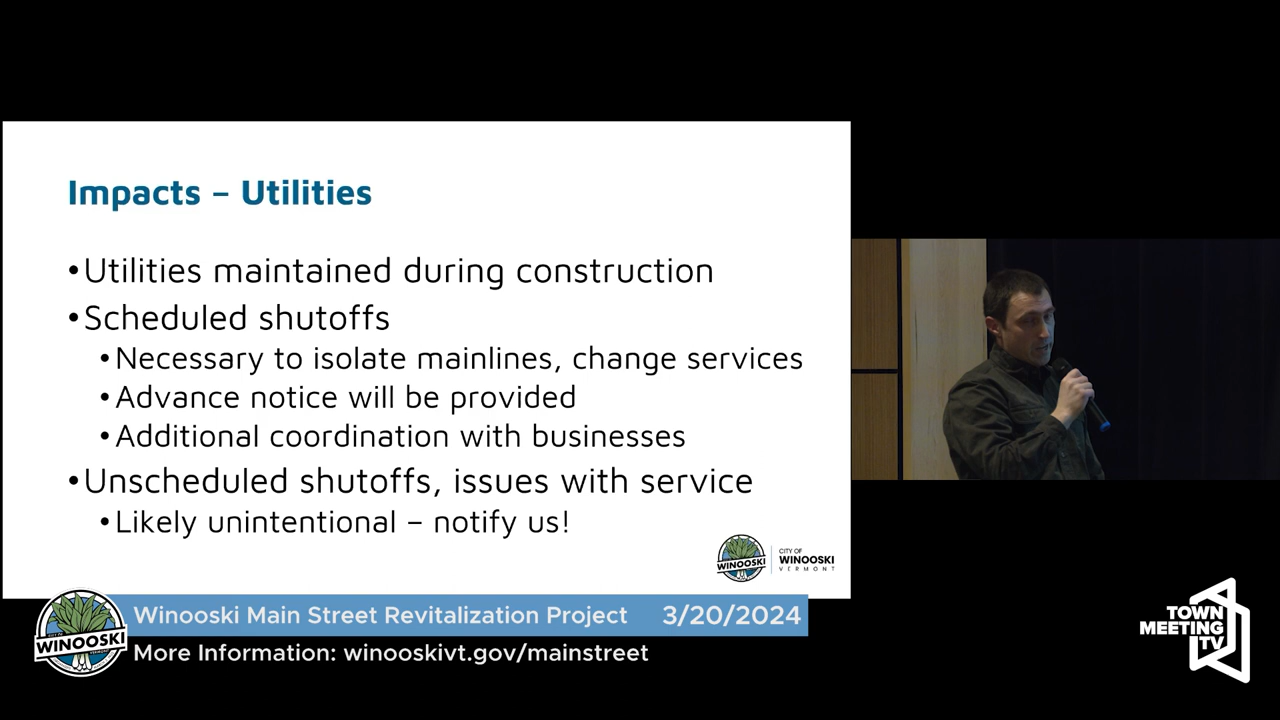 Impacts – Utilities
•Utilities maintained during construction
•Scheduled shutoffs
•Necessary to isolate mainlines, change services
•Advance notice will be provided
•Additional coordination with businesses
•Unscheduled shutoffs, issues with service
•Likely unintentional – notify us!
WINOOSKI
CITY OF
WINOOSKI
VERMONT
WINOOSKI
Winooski Main Street Revitalization Project 3/20/2024
More Information: winooskivt.gov/mainstreet
TOWN
MEETING
TV